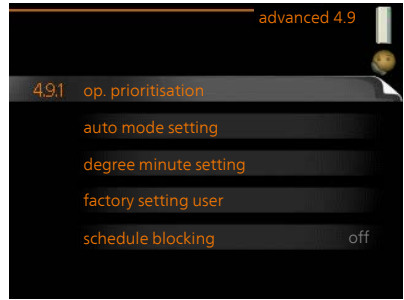 advanced 4.9
4.9.1 op. prioritisation
auto mode setting
degree minute setting
factory setting user
schedule blocking off